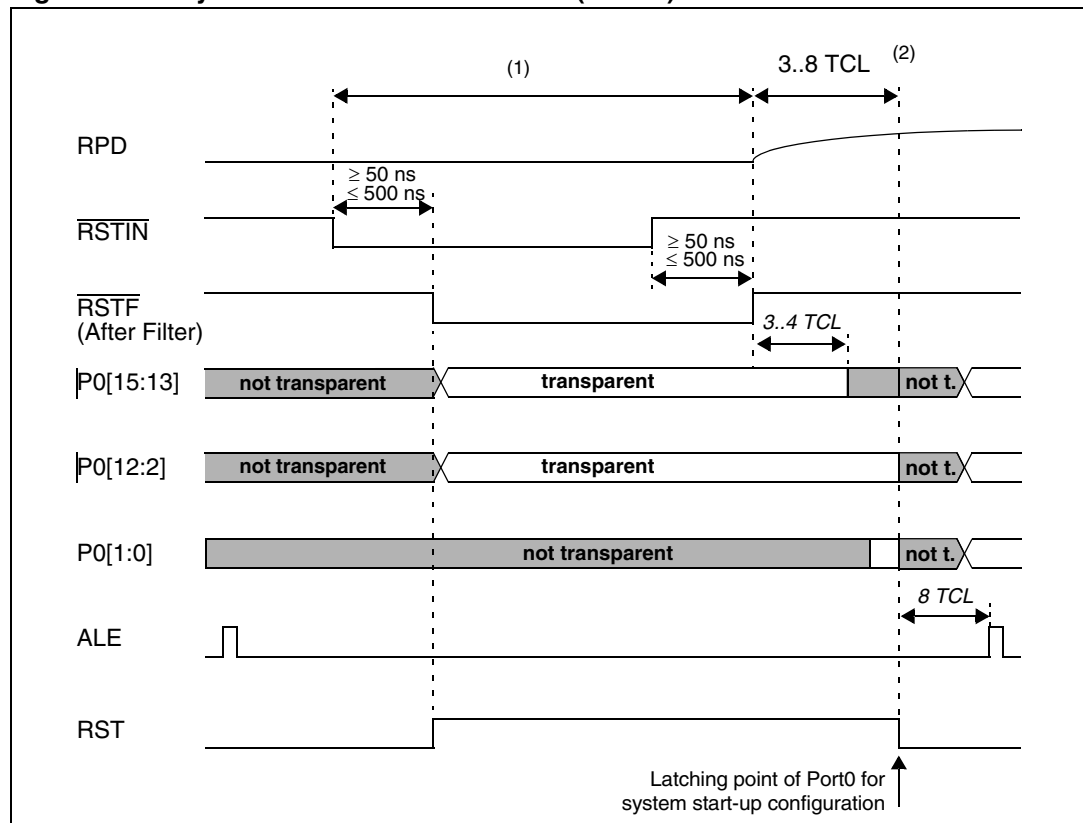 (1)
3..8 TCL (2)
RPD
≥ 50 ns
≤ 500 ns
RSTIN
≥ 50 ns
≤ 500 ns
RSTF
(After Filter)
3..4 TCL
P0[15:13]
not transparent
transparent
not t.
P0[12:2]
not transparent
transparent
not t.
P0[1:0]
not transparent
not t.
8 TCL
ALE
RST
Latching point of Port0 for
system start-up configuration